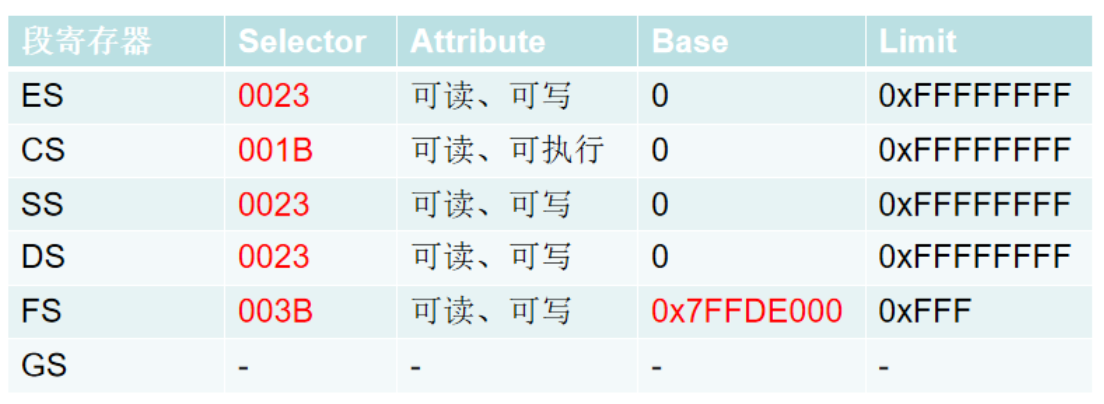 段寄存器 Selector Attribute Base Limit
ES 0023 可读、可写 0 0xFFFFFFFF
CS 001B 可读、可执行 0 0xFFFFFFFF
SS 0023 可读、可写 0 0xFFFFFFFF
DS 0023 可读、可写 0 0xFFFFFFFF
FS 003B 可读、可写 0x7FFDE000 0xFFF
GS - - - -